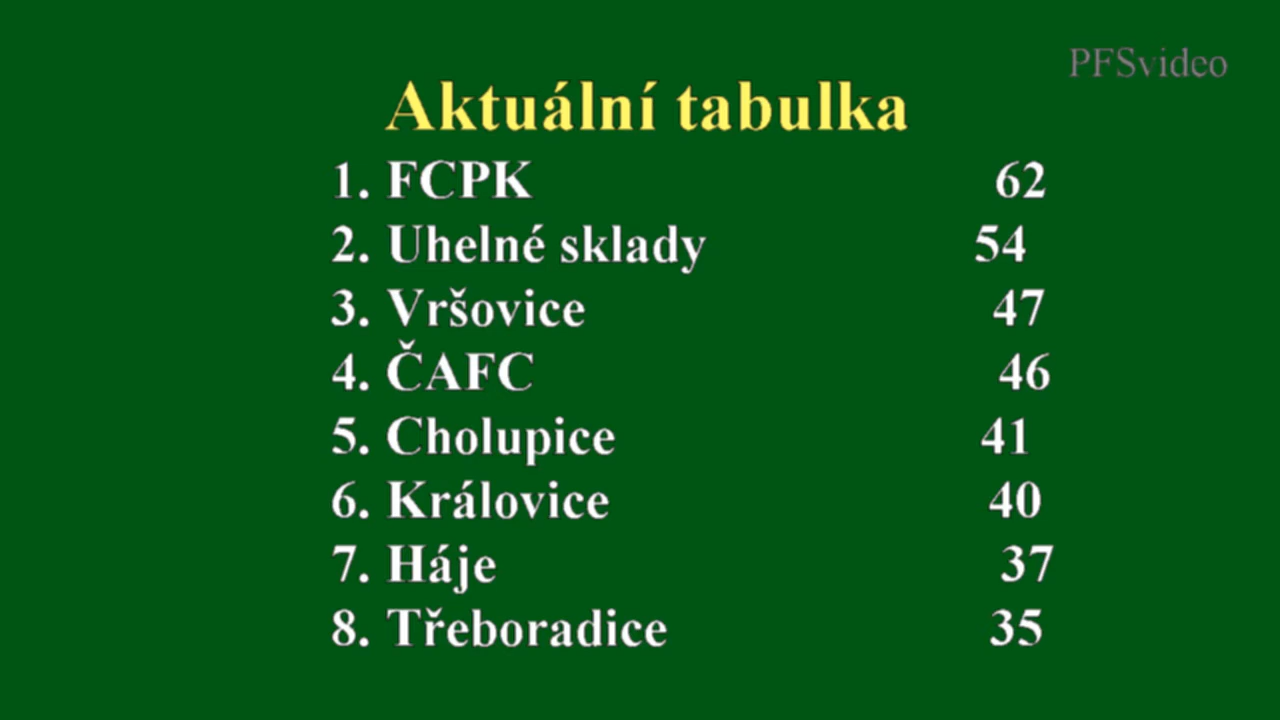 PFSvideo
Aktuální tabulka
1. FCPK 62
2. Uhelné sklady 54
3. Vršovice 47
4. ČAFC 46
5. Cholupice 41
6. Královice 40
7. Háje 37
8. Třeboradice 35